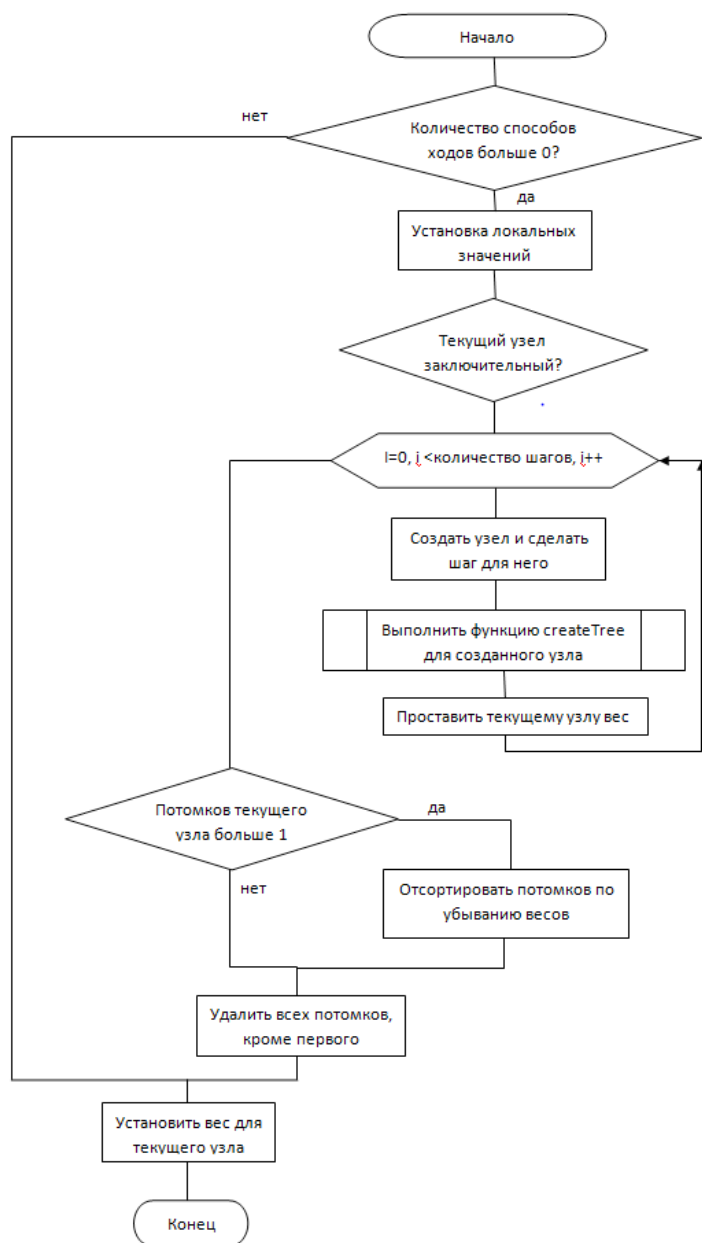 Начало
нет
Количество способов
ходов больше 0?
да
Установка локальных
значений
Текущий узел
заключительный?
I=0, i <количество шагов, i++
Создать узел и сделать
шаг для него
Выполнить функцию createTree
для созданного узла
Проставить текущему узлу вес
Потомков текущего
узла больше 1
да
нет
Отсортировать потомков по
убыванию весов
Удалить всех потомков,
кроме первого
Установить вес для
текущего узла
Конец